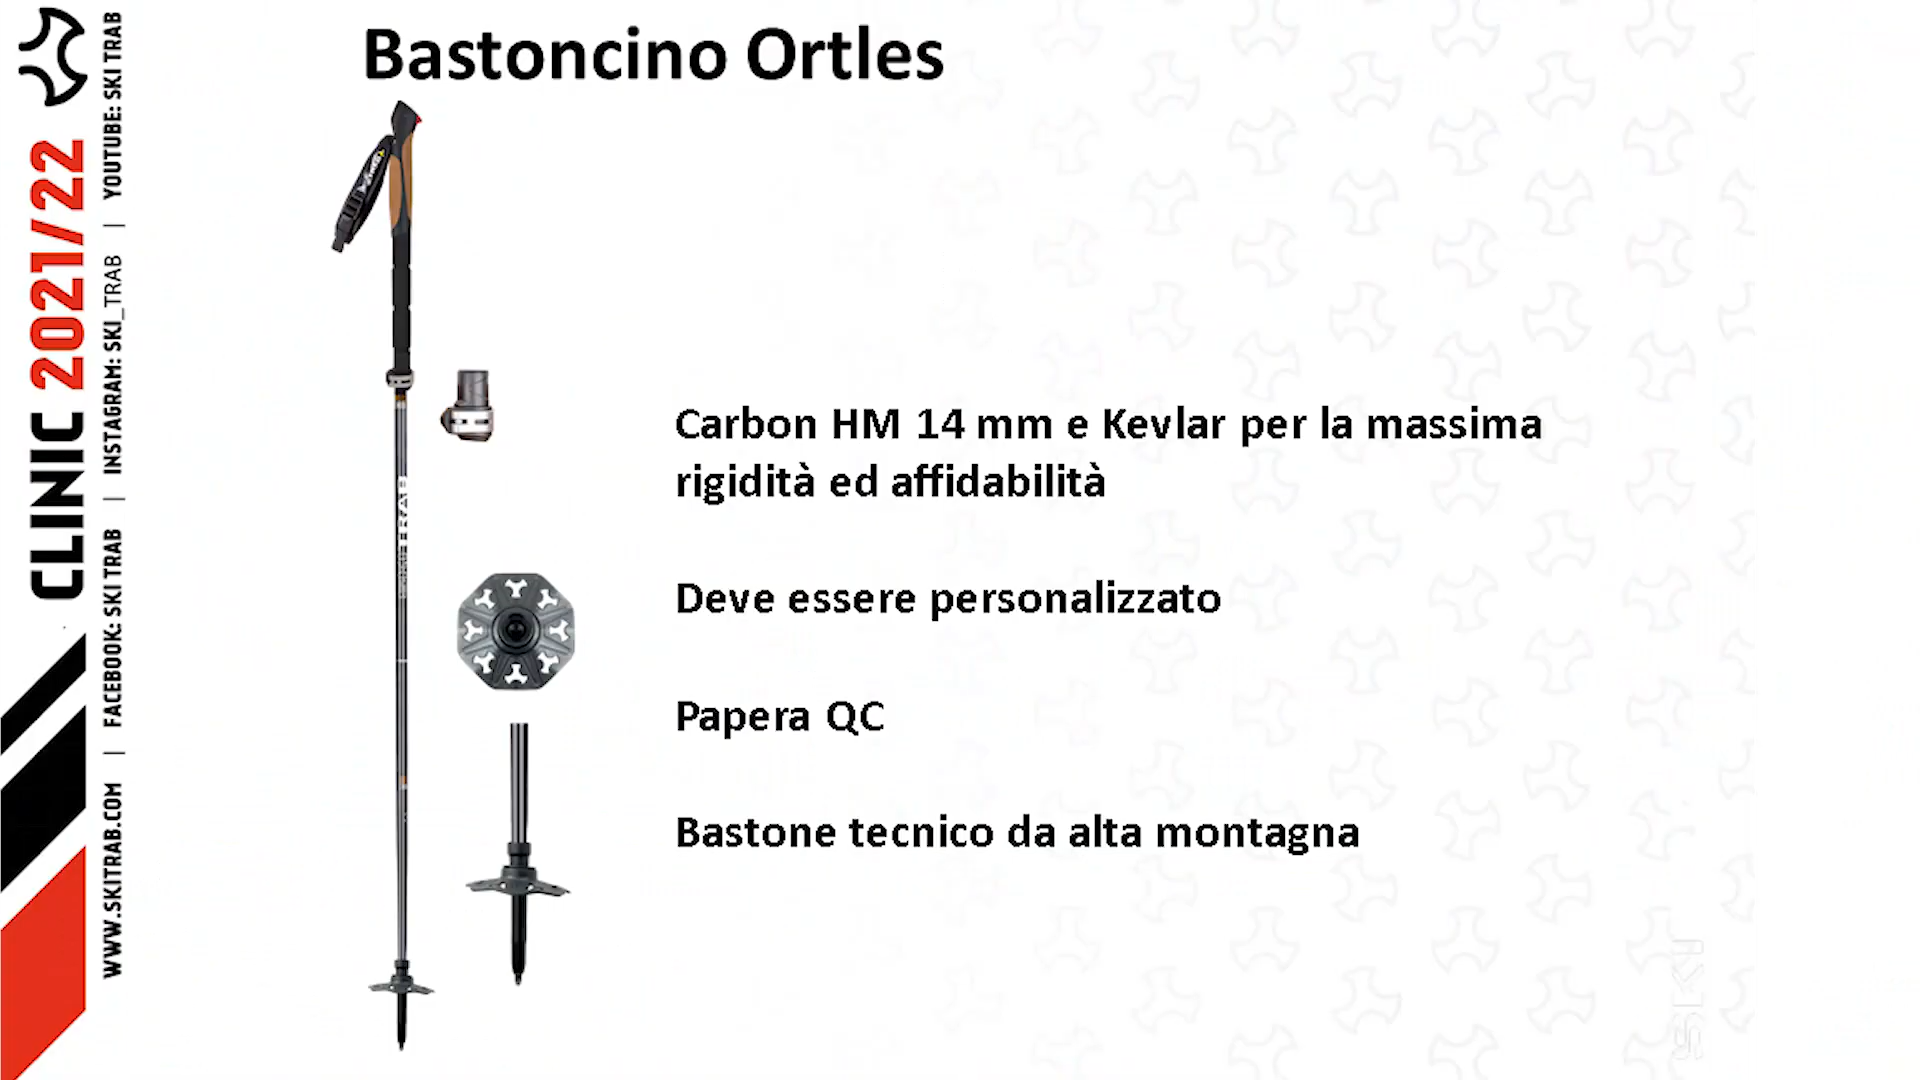 Bastoncino Ortles
Carbon HM 14 mm e Kevlar per la massima
rigidità ed affidabilità
Deve essere personalizzato
Papera QC
Bastone tecnico da alta montagna
CLINIC 2021/22
WWW.SKITRAB.COM | FACEBOOK: SKI TRAB | INSTAGRAM: SKI_TRAB | YOUTUBE: SKI TRAB
SKI